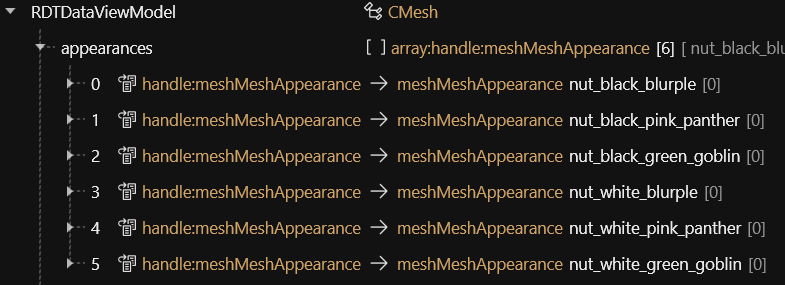 RDTDataViewModel CMesh
appearances [ ] array:handle:meshMeshAppearance [6] [ nut_black_blu
0 handle:meshMeshAppearance → meshMeshAppearance nut_black_blurple [0]
1 handle:meshMeshAppearance → meshMeshAppearance nut_black_pink_panther [0]
2 handle:meshMeshAppearance → meshMeshAppearance nut_black_green_goblin [0]
3 handle:meshMeshAppearance → meshMeshAppearance nut_white_blurple [0]
4 handle:meshMeshAppearance → meshMeshAppearance nut_white_pink_panther [0]
5 handle:meshMeshAppearance → meshMeshAppearance nut_white_green_goblin [0]